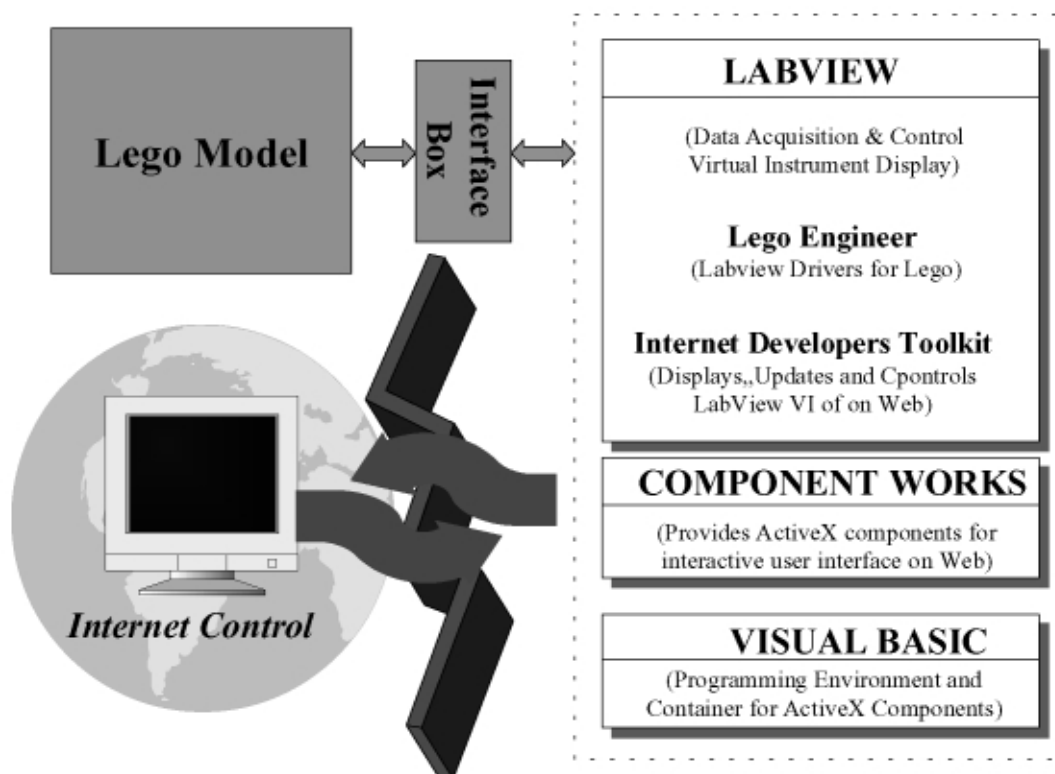 Lego Model
Interface
Box
LABVIEW
(Data Acquisition & Control
Virtual Instrument Display)
Lego Engineer
(Labview Drivers for Lego)
Internet Developers Toolkit
(Displays,,Updates and Cpontrols
LabView VI of on Web)
COMPONENT WORKS
(Provides ActiveX components for
interactive user interface on Web)
VISUAL BASIC
(Programming Environment and
Container for ActiveX Components)
Internet Control